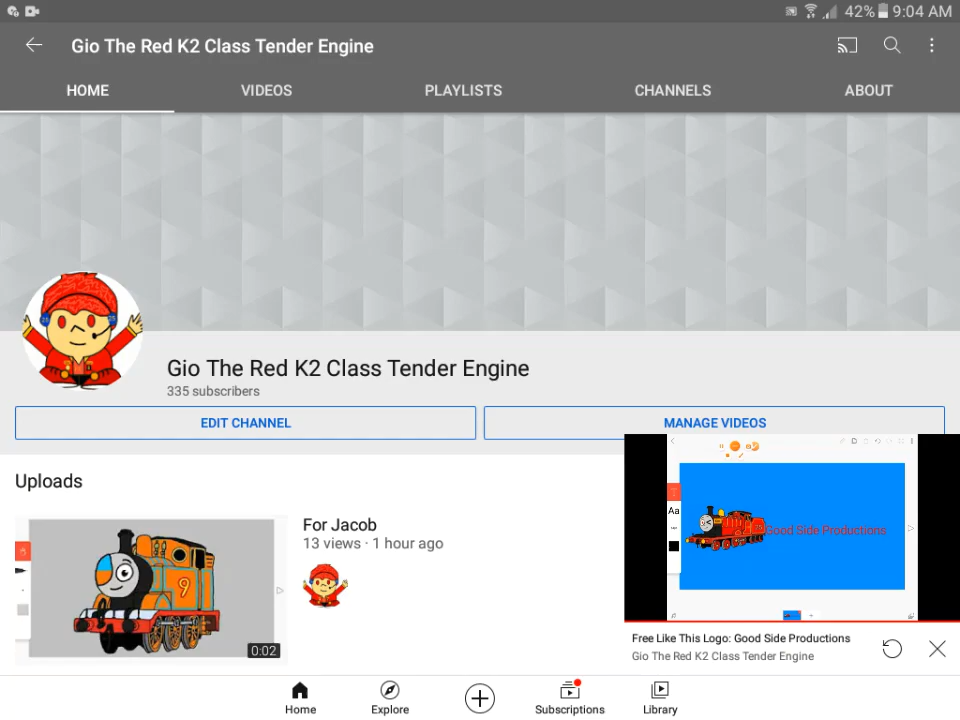 42% 9:04 AM
Gio The Red K2 Class Tender Engine
HOME VIDEOS PLAYLISTS CHANNELS ABOUT
Gio The Red K2 Class Tender Engine
335 subscribers
EDIT CHANNEL MANAGE VIDEOS
Uploads
For Jacob
13 views · 1 hour ago
9
0:02
Aa
Good Side Productions
Free Like This Logo: Good Side Productions
Gio The Red K2 Class Tender Engine
Home Explore Subscriptions Library